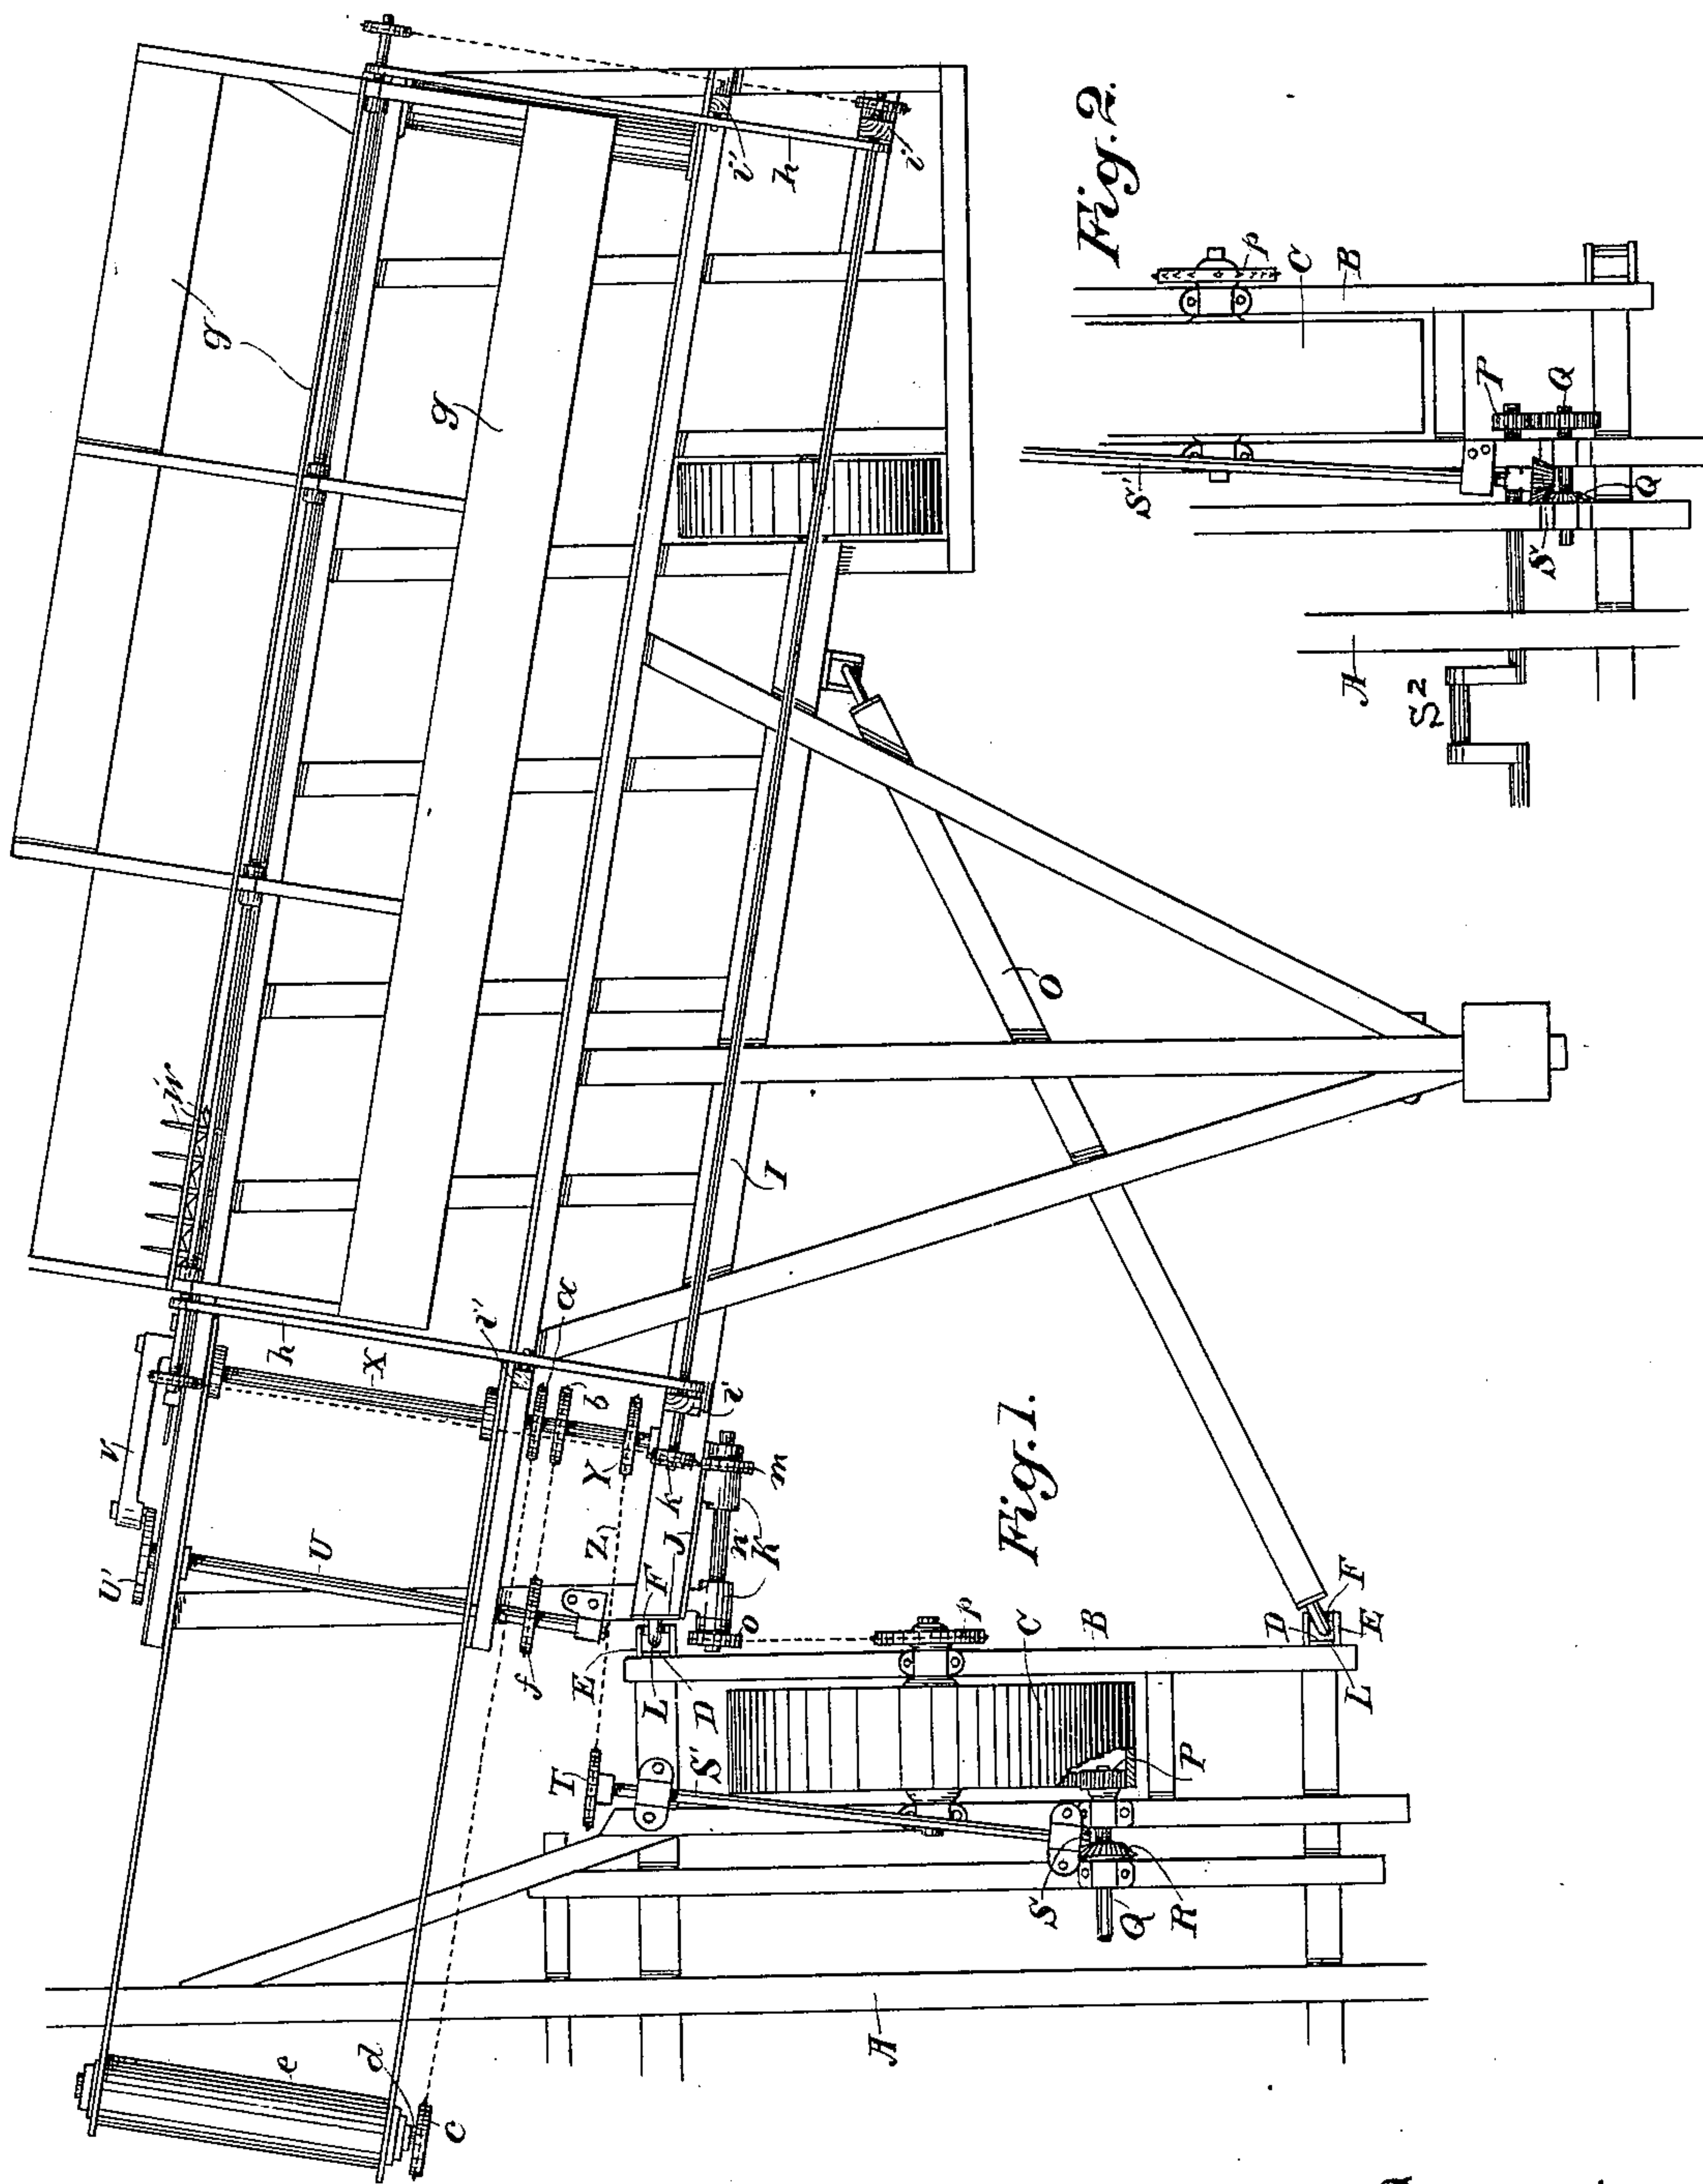 g
g
h
i'
i
W
h
V
U'
U
X
i'
a
b
Y
Z
k
i
m
n
K
J
F
E
L
D
o
f
T
S'
p
B
C
P
S
Q
R
A
e
d
c
I
O
D
F
E
L
Fig. 1.
Fig. 2
p
C
B
P
Q
S'
S
Q
A
S2